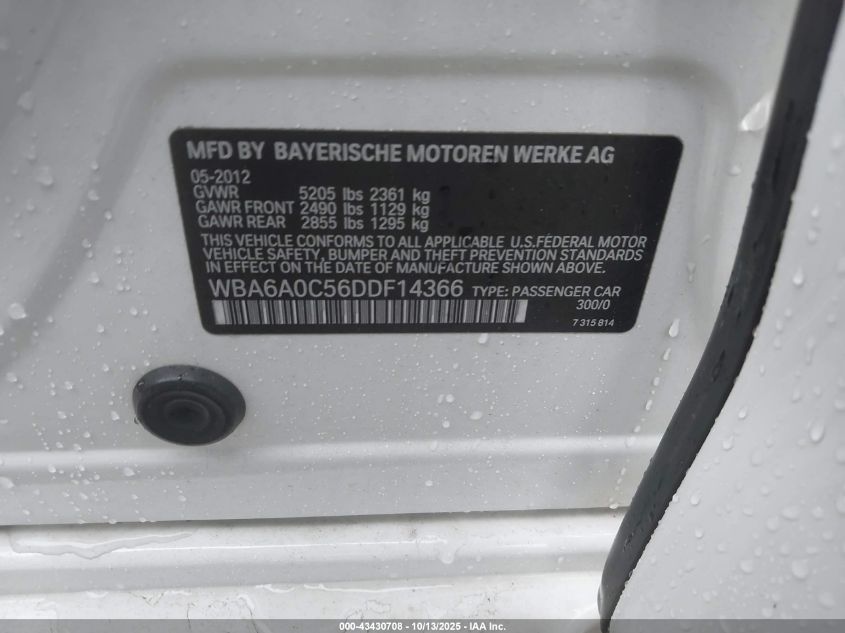 MFD BY BAYERISCHE MOTOREN WERKE AG
05-2012
GVWR 5205 lbs 2361 kg
GAWR FRONT 2490 lbs 1129 kg
GAWR REAR 2855 lbs 1295 kg
THIS VEHICLE CONFORMS TO ALL APPLICABLE U.S.FEDERAL MOTOR
VEHICLE SAFETY, BUMPER AND THEFT PREVENTION STANDARDS
IN EFFECT ON THE DATE OF MANUFACTURE SHOWN ABOVE.
WBA6A0C56DDF14366 TYPE: PASSENGER CAR
300/0
7 315 814
000-43430708 - 10/13/2025 - IAA Inc.